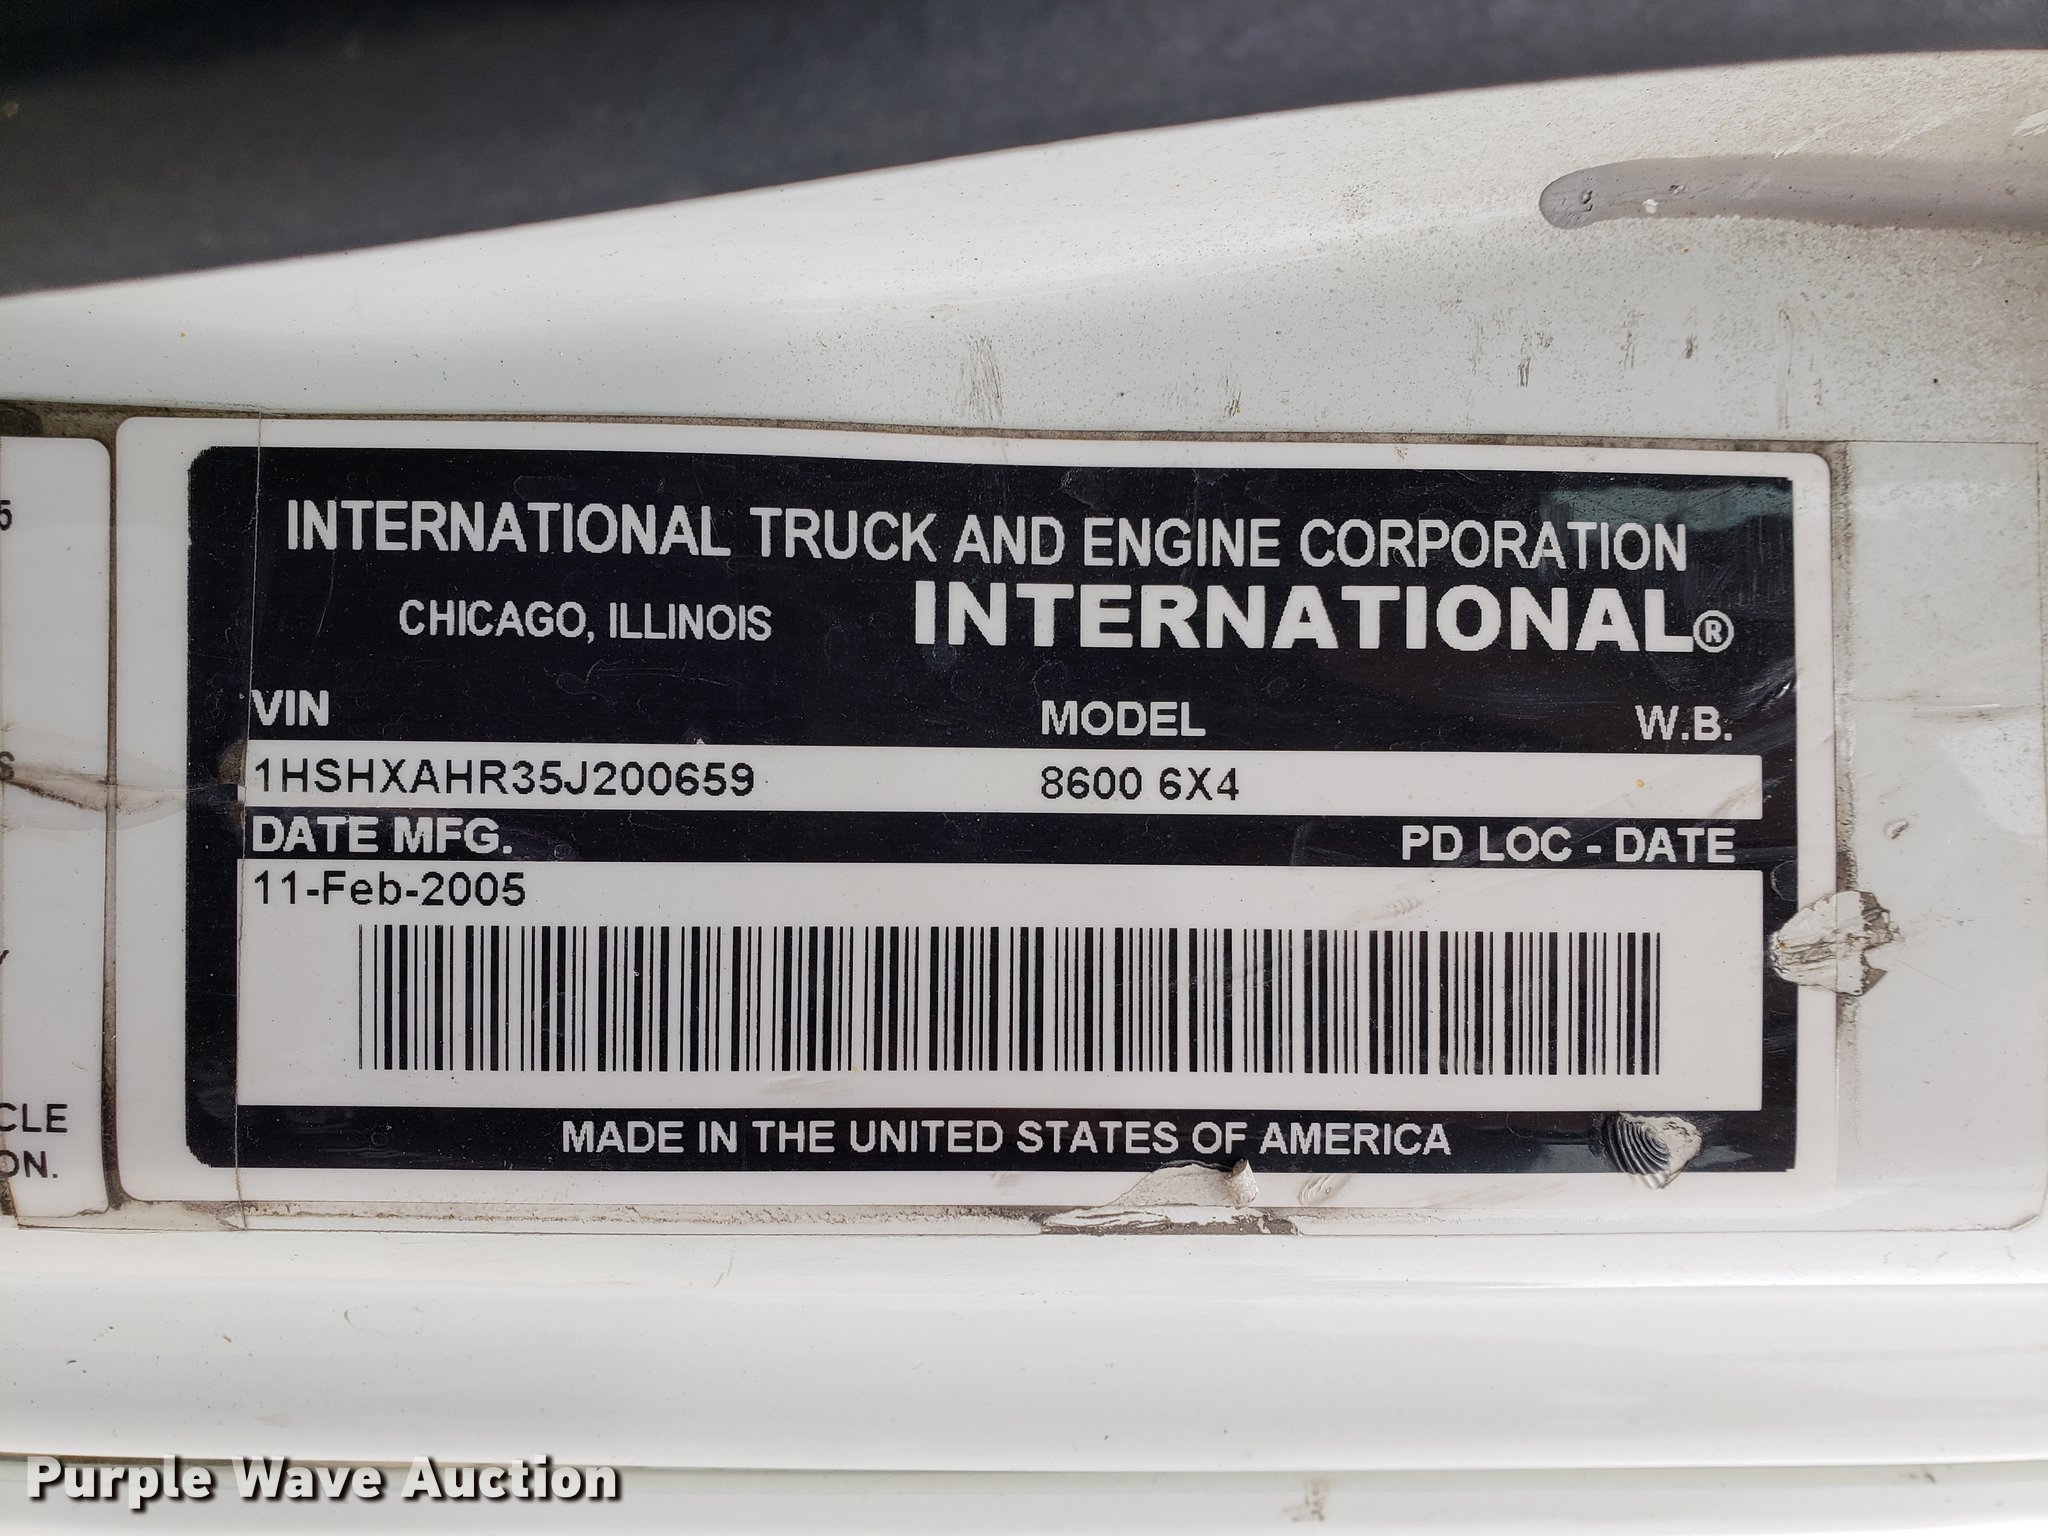 INTERNATIONAL TRUCK AND ENGINE CORPORATION
CHICAGO, ILLINOIS INTERNATIONAL®
VIN MODEL W.B.
1HSHXAHR35J200659 8600 6X4
DATE MFG. PD LOC - DATE
11-Feb-2005
MADE IN THE UNITED STATES OF AMERICA
5
S
Y
CLE
ON.
Purple Wave Auction